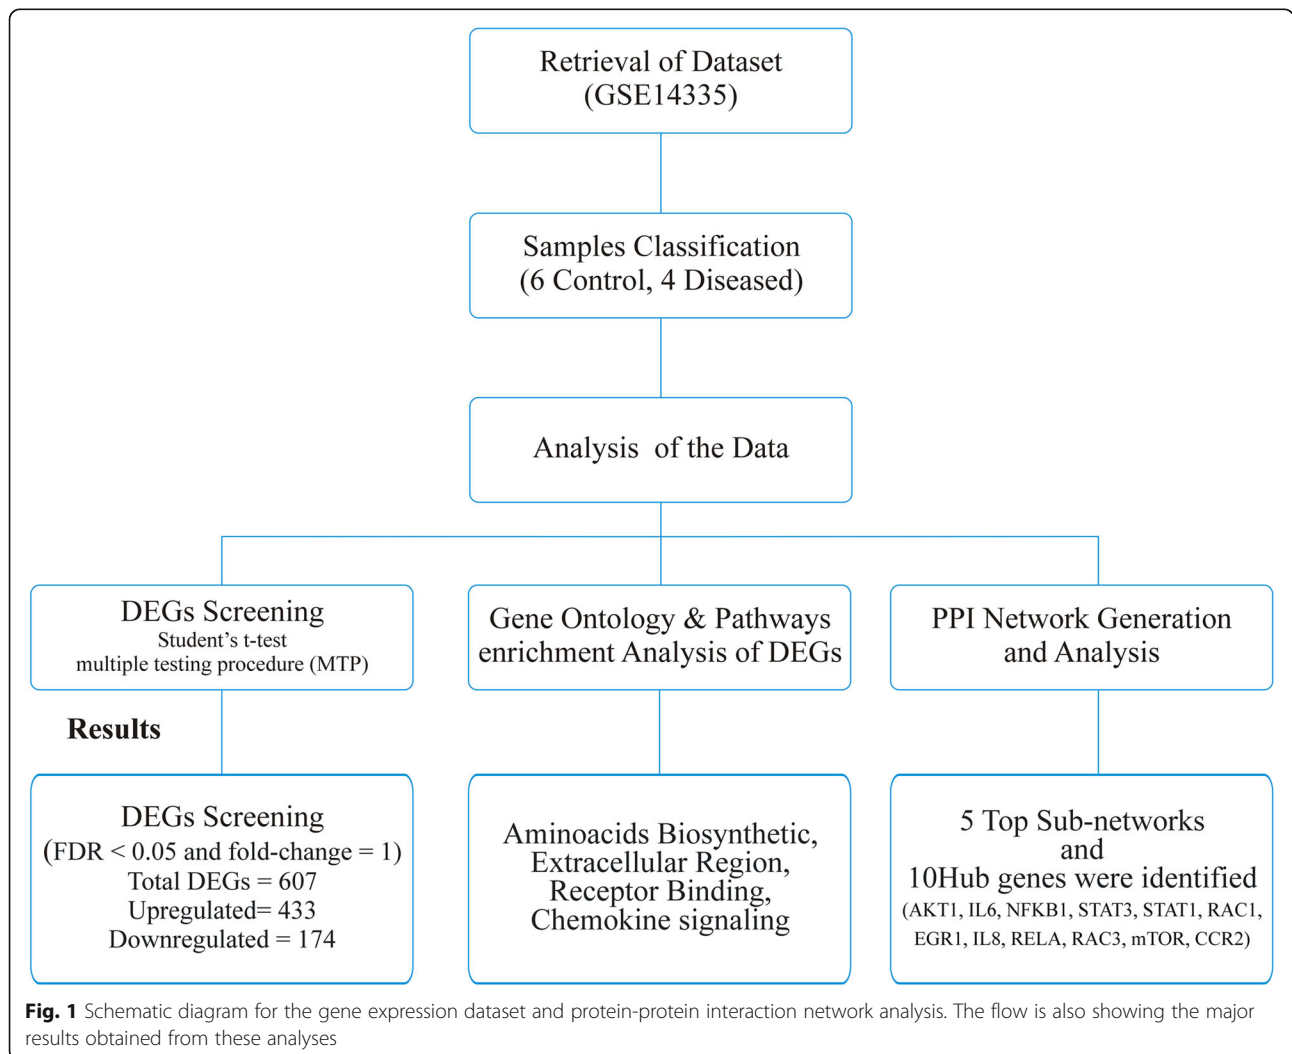 Retrieval of Dataset
(GSE14335)
Samples Classification
(6 Control, 4 Diseased)
Analysis  of the Data
DEGs Screening
Student's t-test
multiple testing procedure (MTP)
Gene Ontology & Pathways
enrichment Analysis of DEGs
PPI Network Generation
and Analysis
Results
DEGs Screening
(FDR < 0.05 and fold-change = 1)
Total DEGs = 607
Upregulated= 433
Downregulated = 174
Aminoacids Biosynthetic,
Extracellular Region,
Receptor Binding,
Chemokine signaling
5 Top Sub-networks
and
10Hub genes were identified
(AKT1, IL6, NFKB1, STAT3, STAT1, RAC1,
EGR1, IL8, RELA, RAC3, mTOR, CCR2)
Fig. 1 Schematic diagram for the gene expression dataset and protein-protein interaction network analysis. The flow is also showing the major
results obtained from these analyses